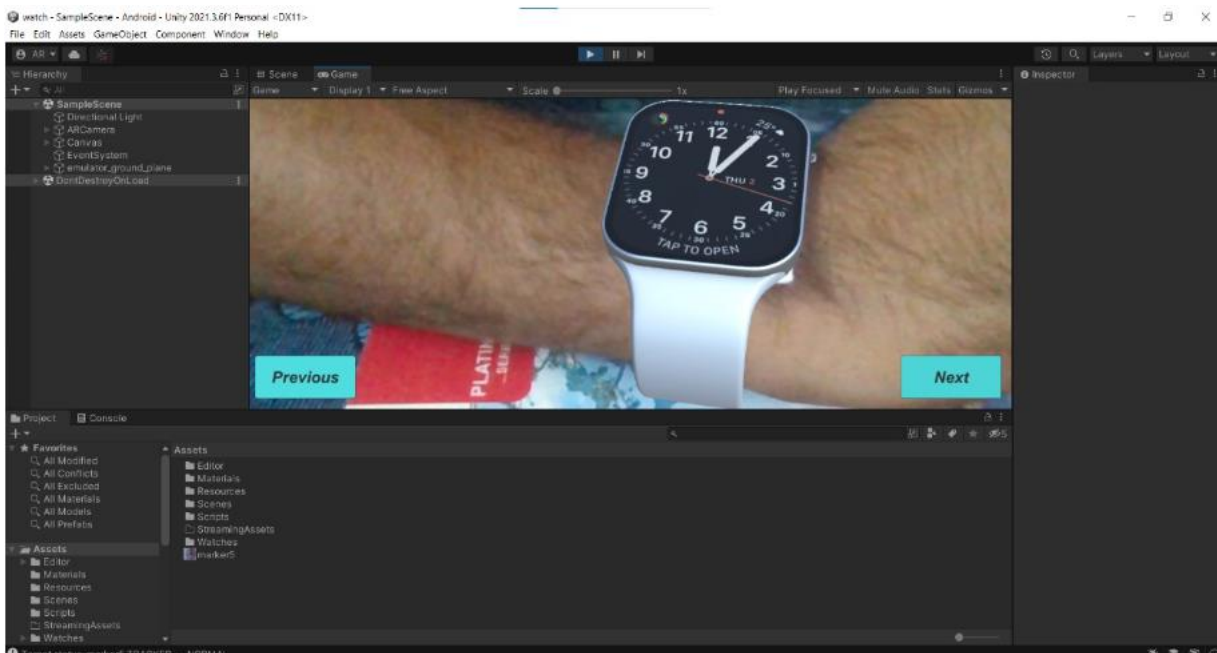 watch - SampleScene - Android - Unity 2021.3.6f1 Personal <DX11>
File Edit Assets GameObject Component Window Help
AR Layers Layout
Hierarchy Scene Game Inspector
All Game Display 1 Free Aspect Scale 1x Play Focused Mute Audio Stats Gizmos
SampleScene
Directional Light
ARCamera
Canvas
EventSystem
emulator_ground_plane
DontDestroyOnLoad
25°
11 12
10 2
9 THU 2 3
8 4
7 6 5
TAP TO OPEN
PLATIN
Previous Next
Project Console
Favorites
All Modified
All Conflicts
All Excluded
All Materials
All Models
All Prefabs
Assets
Editor
Materials
Resources
Scenes
Scripts
StreamingAssets
Watches
Assets
Editor
Materials
Resources
Scenes
Scripts
StreamingAssets
Watches
marker5
5